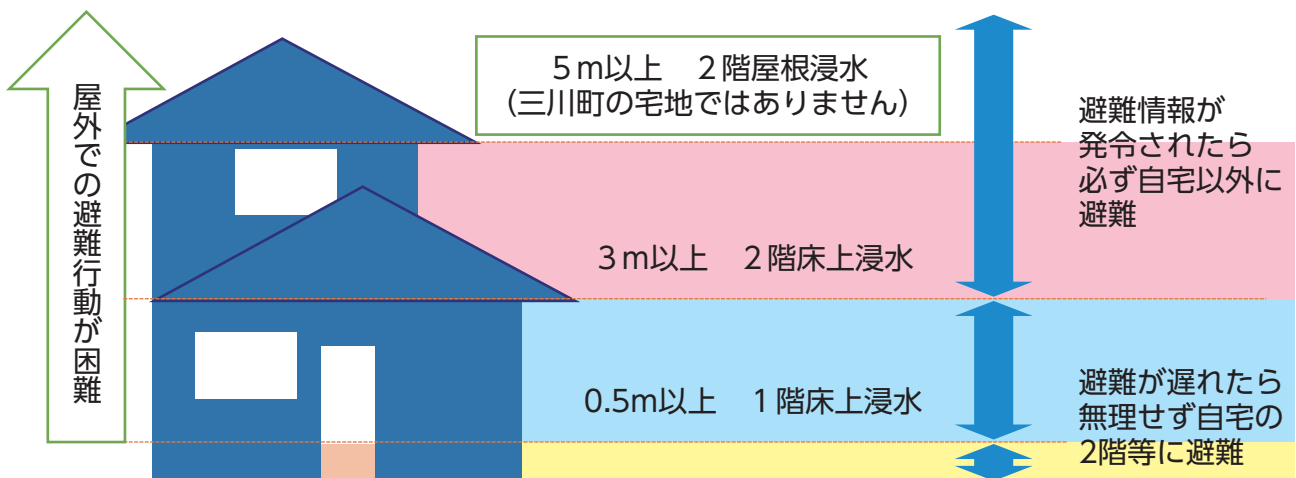 屋外での避難行動が困難
５ｍ以上　２階屋根浸水
（三川町の宅地ではありません）
避難情報が
発令されたら
必ず自宅以外に
避難
３ｍ以上　２階床上浸水
0.5m以上　１階床上浸水
避難が遅れたら
無理せず自宅の
2階等に避難